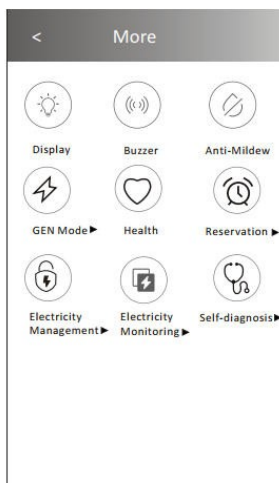 < More
Display Buzzer Anti-Mildew
GEN Mode► Health Reservation►
Electricity Electricity Self-diagnosis►
Management► Monitoring►